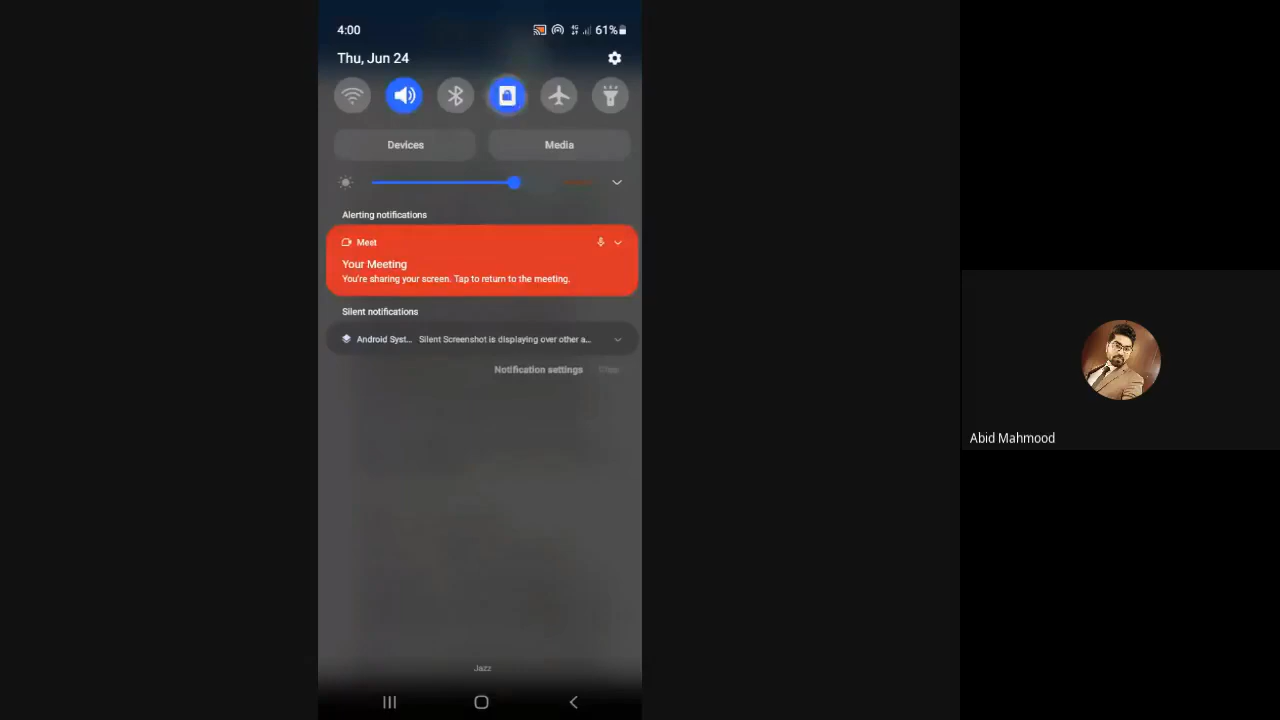 4:00
61%
Thu, Jun 24
Devices
Media
Alerting notifications
Meet
Your Meeting
You're sharing your screen. Tap to return to the meeting.
Silent notifications
Android Syst... Silent Screenshot is displaying over other a...
Notification settings
Jazz
Abid Mahmood